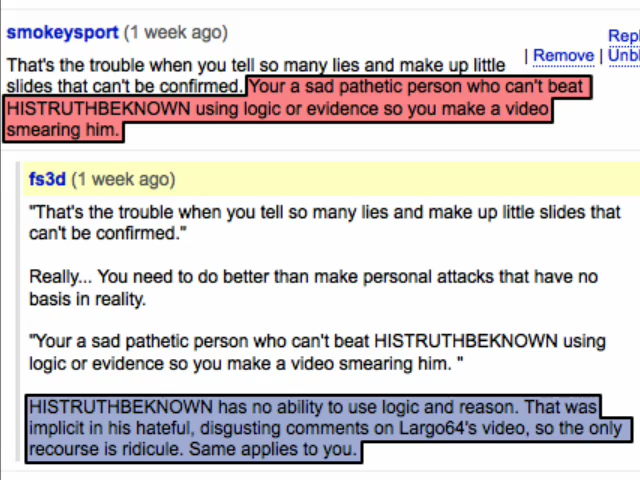 smokeysport (1 week ago)
That's the trouble when you tell so many lies and make up little | Remove |
slides that can't be confirmed. Your a sad pathetic person who can't beat
HISTRUTHBEKNOWN using logic or evidence so you make a video
smearing him.
fs3d (1 week ago)
"That's the trouble when you tell so many lies and make up little slides that
can't be confirmed."
Really... You need to do better than make personal attacks that have no
basis in reality.
"Your a sad pathetic person who can't beat HISTRUTHBEKNOWN using
logic or evidence so you make a video smearing him. "
HISTRUTHBEKNOWN has no ability to use logic and reason. That was
implicit in his hateful, disgusting comments on Largo64's video, so the only
recourse is ridicule. Same applies to you.